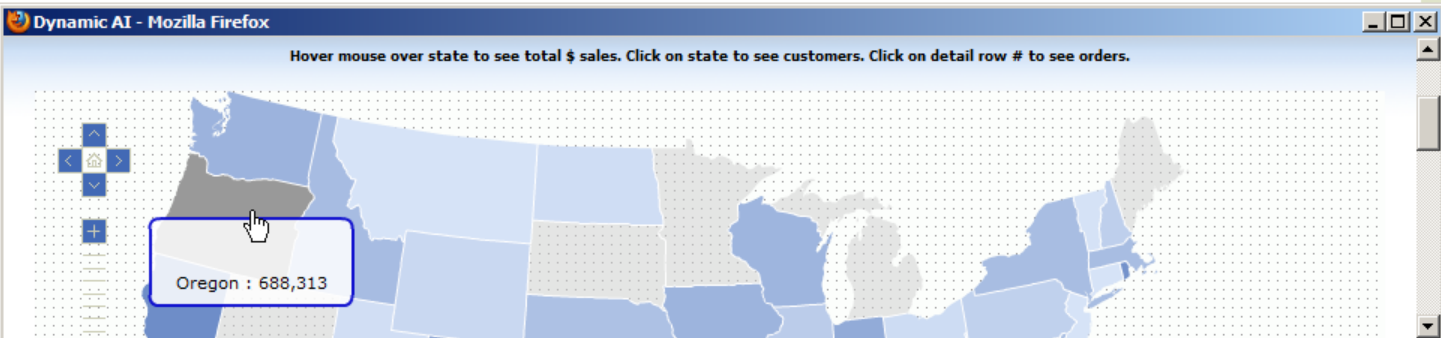 Dynamic AI - Mozilla Firefox
Hover mouse over state to see total $ sales. Click on state to see customers. Click on detail row # to see orders.
Oregon : 688,313